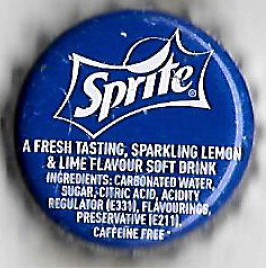 Sprite®
A FRESH TASTING, SPARKLING LEMON
& LIME FLAVOUR SOFT DRINK
INGREDIENTS: CARBONATED WATER,
SUGAR, CITRIC ACID, ACIDITY
REGULATOR (E331), FLAVOURINGS,
PRESERVATIVE (E211).
CAFFEINE FREE